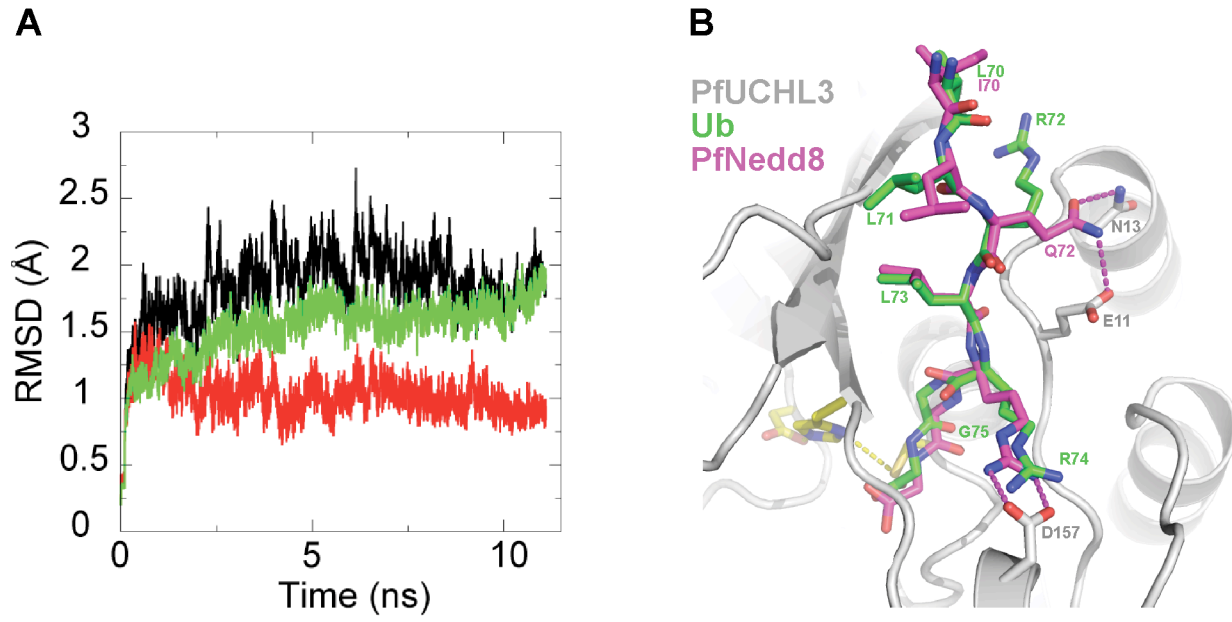 A
B
PfUCHL3
Ub
PfNedd8
RMSD (Å)
3
2.5
2
1.5
1
0.5
0
0
5
10
Time (ns)
L70
I70
R72
L71
N13
Q72
L73
E11
G75
R74
D157